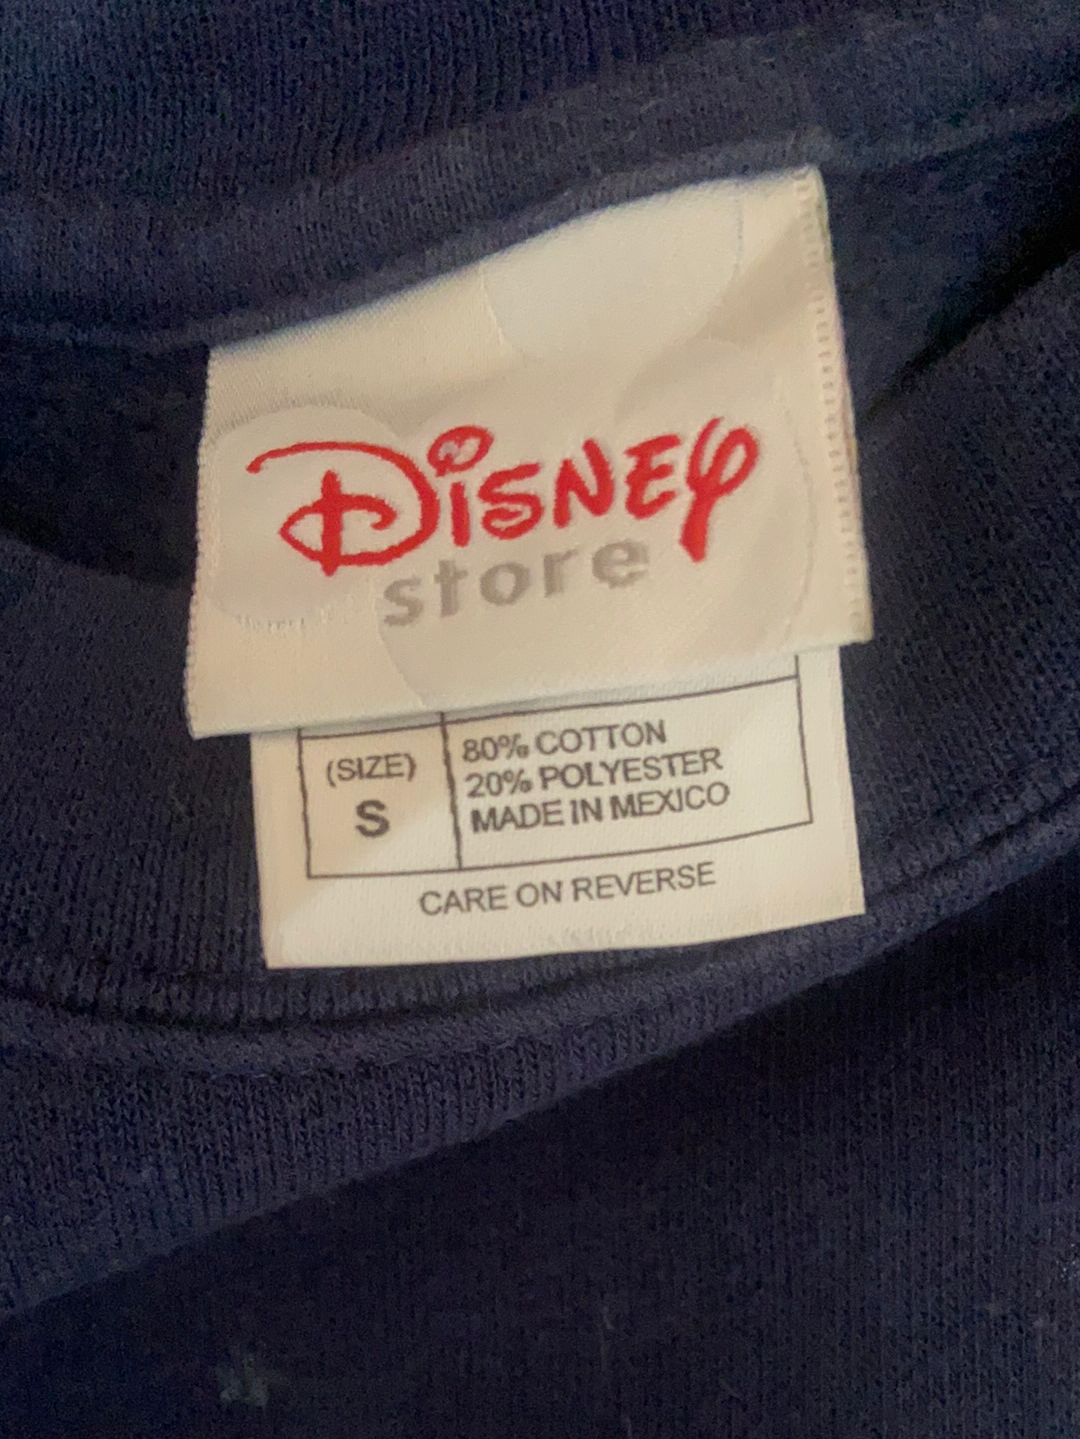 Disney
store
(SIZE)
S
80% COTTON
20% POLYESTER
MADE IN MEXICO
CARE ON REVERSE